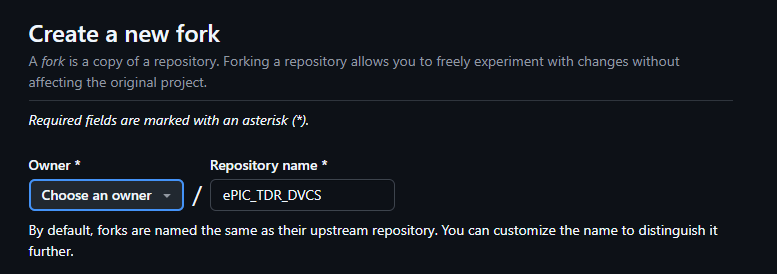 Create a new fork
A fork is a copy of a repository. Forking a repository allows you to freely experiment with changes without
affecting the original project.
Required fields are marked with an asterisk (*).
Owner *
Repository name *
Choose an owner
/
ePIC_TDR_DVCS
By default, forks are named the same as their upstream repository. You can customize the name to distinguish it
further.